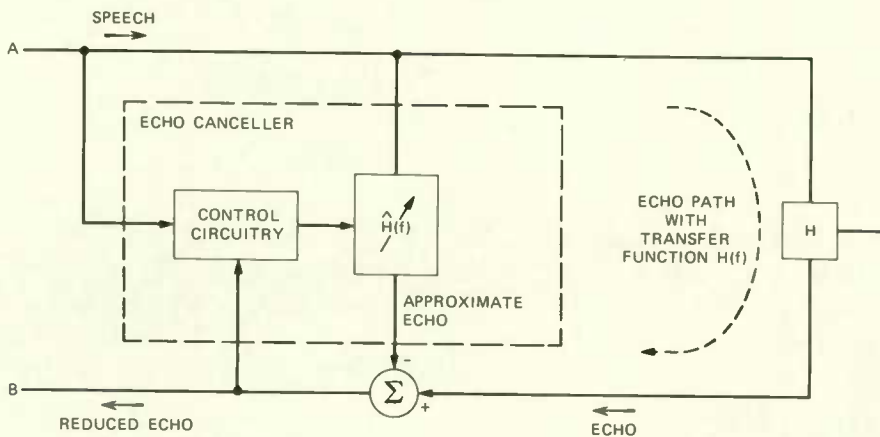 SPEECH
A
ECHO CANCELLER
CONTROL
CIRCUITRY
Ĥ(f)
ECHO PATH
WITH
TRANSFER
FUNCTION H(f)
H
APPROXIMATE
ECHO
-
B
Σ
+
REDUCED ECHO
ECHO